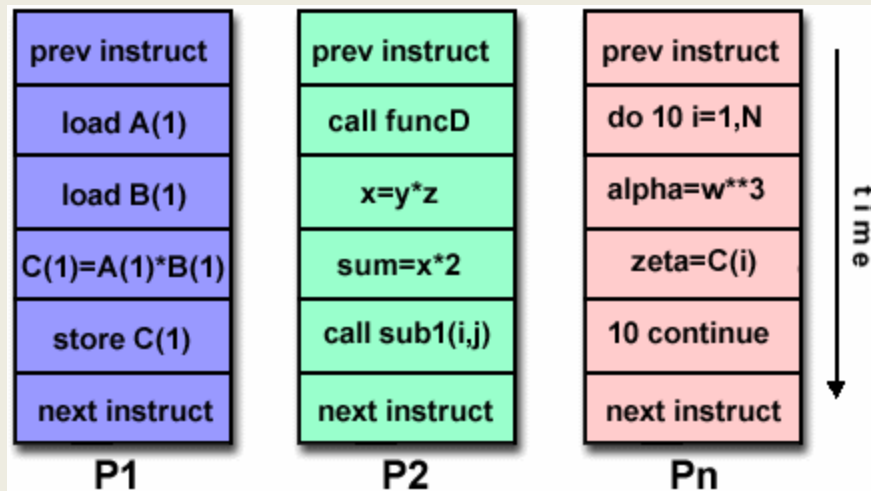 prev instruct
load A(1)
load B(1)
C(1)=A(1)*B(1)
store C(1)
next instruct
P1
prev instruct
call funcD
x=y*z
sum=x*2
call sub1(i,j)
next instruct
P2
prev instruct
do 10 i=1,N
alpha=w**3
zeta=C(i)
10 continue
next instruct
Pn
time